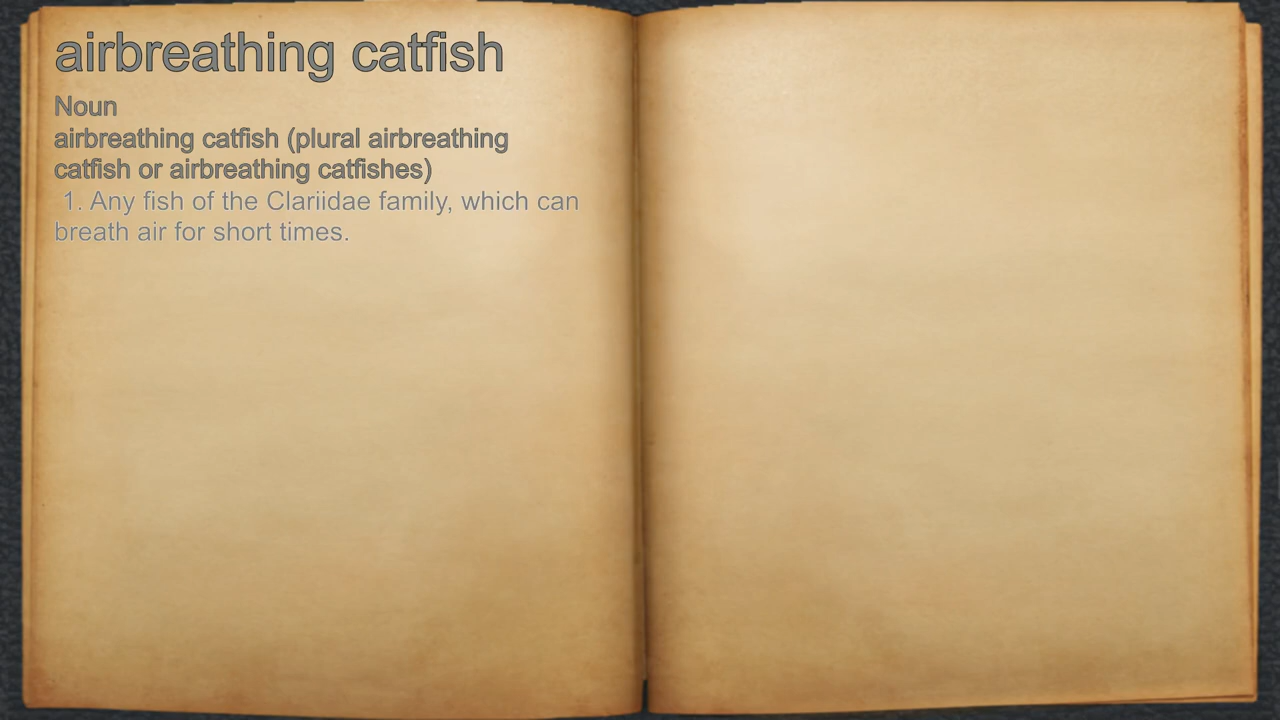 airbreathing catfish
Noun
airbreathing catfish (plural airbreathing
catfish or airbreathing catfishes)
1. Any fish of the Clariidae family, which can
breath air for short times.